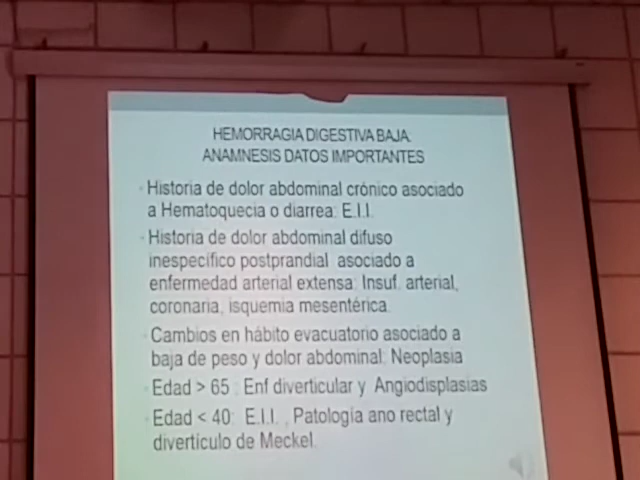 HEMORRAGIA DIGESTIVA BAJA.
ANAMNESIS DATOS IMPORTANTES
Historia de dolor abdominal crónico asociado
a Hematoquecia o diarrea: E.I.I.
Historia de dolor abdominal difuso
inespecífico postprandial asociado a
enfermedad arterial extensa: Insuf. arterial,
coronaria, isquemia mesentérica.
Cambios en hábito evacuatorio asociado a
baja de peso y dolor abdominal: Neoplasia
Edad > 65 : Enf diverticular y Angiodisplasias
Edad < 40: E.I.I. , Patología ano rectal y
divertículo de Meckel.